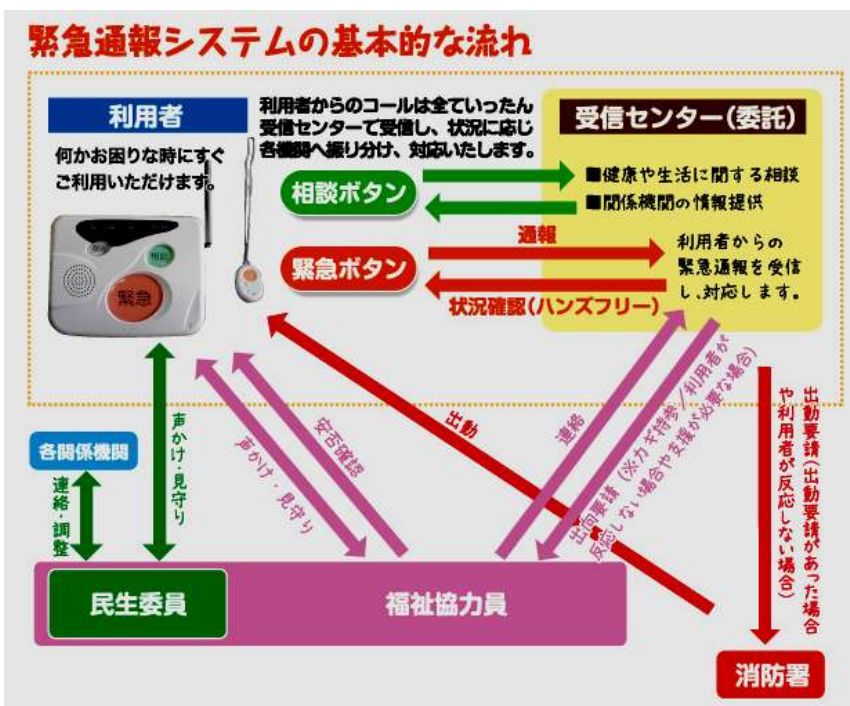 緊急通報システムの基本的な流れ
利用者
何かお困りな時にすぐ
ご利用いただけます。
利用者からのコールは全ていったん
受信センターで受信し、状況に応じ
各機関へ振り分け、対応いたします。
受信センター(委託)
相談ボタン
■健康や生活に関する相談
■関係機関の情報提供
緊急ボタン
通報
状況確認(ハンズフリー)
利用者からの
緊急通報を受信
し、対応します。
相談
緊急
声かけ・見守り
声かけ・見守り
安否確認
出動
連絡
出向要請(※カギ持参/利用者が
反応しない場合や支援が必要な場合)
出動要請(出動要請があった場合
や利用者が反応しない場合)
各関係機関
連絡・調整
民生委員
福祉協力員
消防署